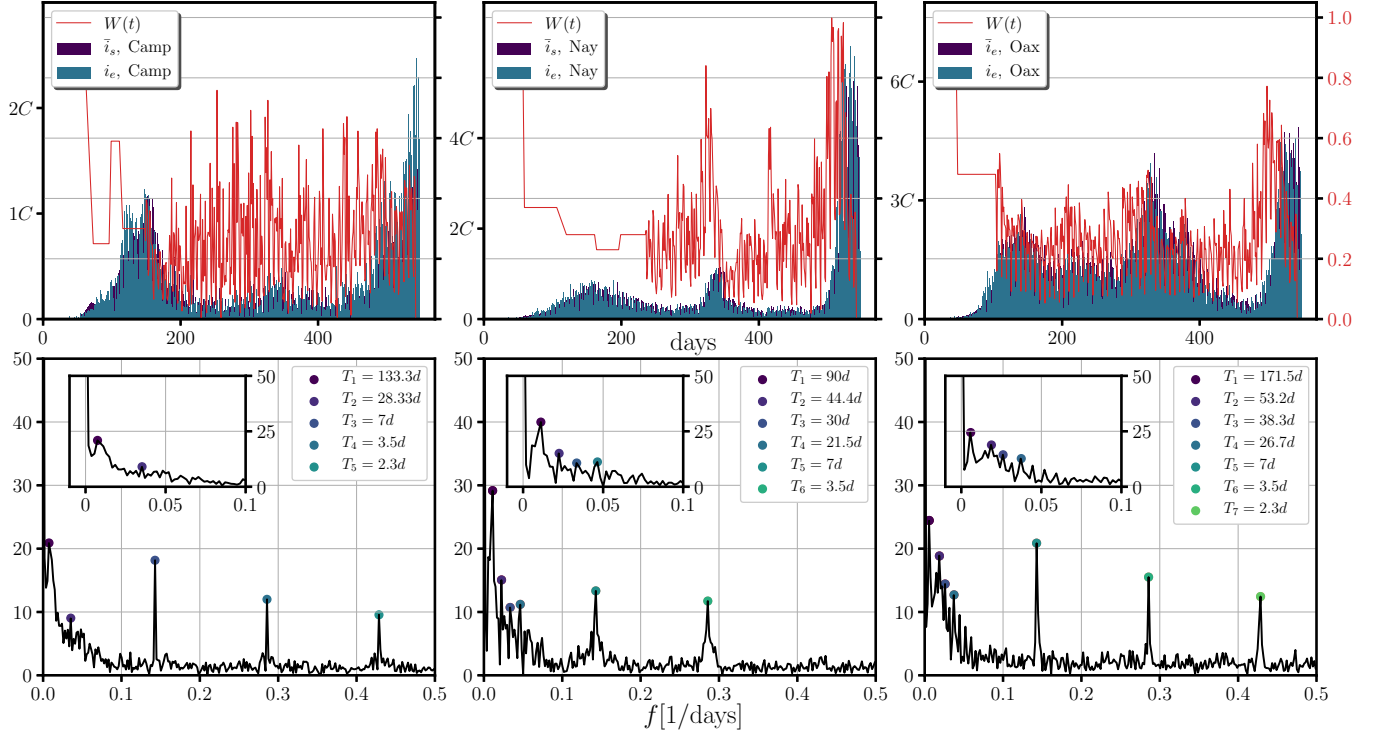 W(t)
i̅_s, Camp
i_e, Camp
2C
1C
0
200
400
W(t)
i̅_s, Nay
i_e, Nay
4C
2C
0
0
200
400
days
W(t)
i̅_e, Oax
i_e, Oax
6C
3C
0
0
200
400
1.0
0.8
0.6
0.4
0.2
0.0
50
40
30
20
10
0
0.0
0.1
0.2
0.3
0.4
0.5
50
25
0
0
0.05
0.1
T_1 = 133.3d
T_2 = 28.33d
T_3 = 7d
T_4 = 3.5d
T_5 = 2.3d
50
40
30
20
10
0
0.0
0.1
0.2
0.3
0.4
0.5
50
25
0
0
0.05
0.1
T_1 = 90d
T_2 = 44.4d
T_3 = 30d
T_4 = 21.5d
T_5 = 7d
T_6 = 3.5d
f[1/days]
50
40
30
20
10
0
0.0
0.1
0.2
0.3
0.4
0.5
50
25
0
0
0.05
0.1
T_1 = 171.5d
T_2 = 53.2d
T_3 = 38.3d
T_4 = 26.7d
T_5 = 7d
T_6 = 3.5d
T_7 = 2.3d